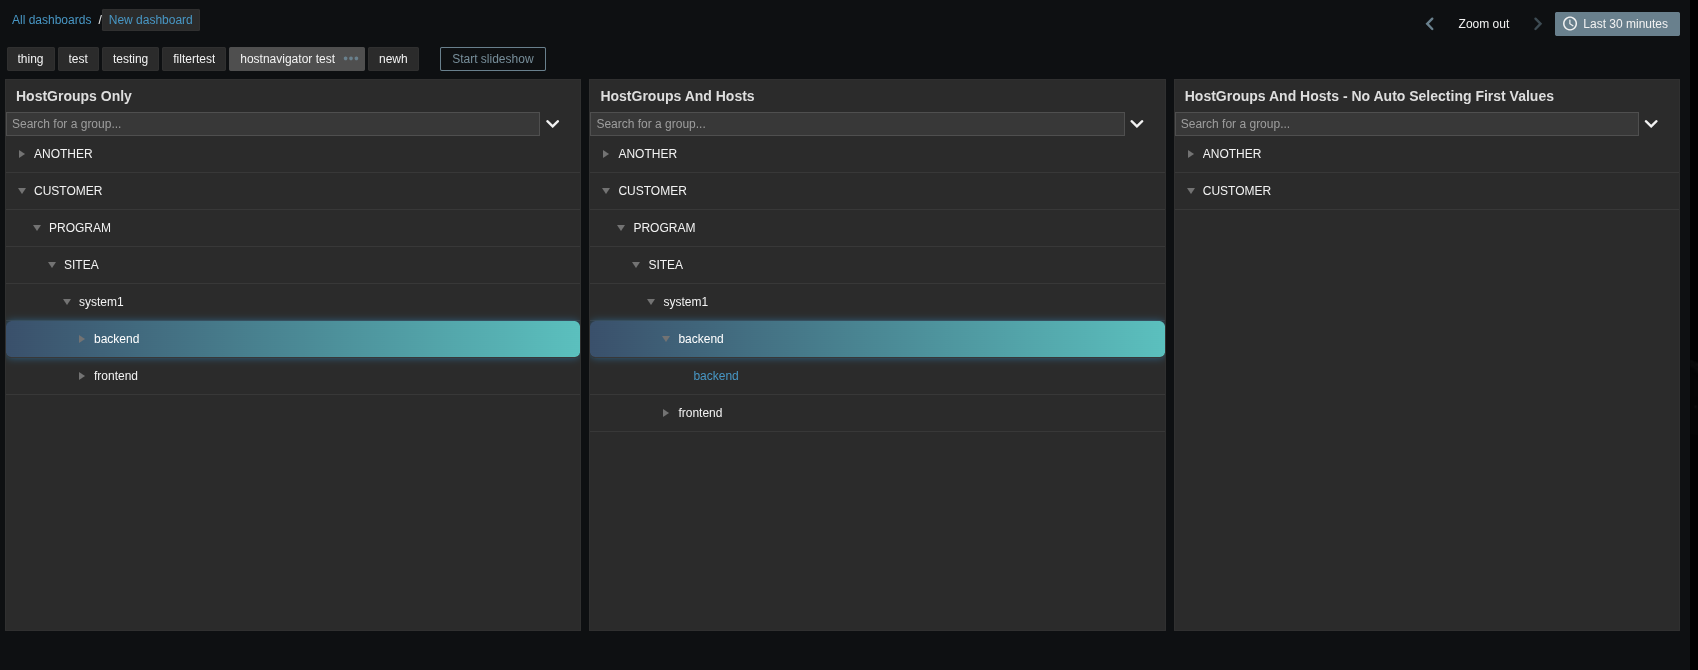 All dashboards / New dashboard
Zoom out
Last 30 minutes
thing
test
testing
filtertest
hostnavigator test
newh
Start slideshow
HostGroups Only
Search for a group...
ANOTHER
CUSTOMER
PROGRAM
SITEA
system1
backend
frontend
HostGroups And Hosts
Search for a group...
ANOTHER
CUSTOMER
PROGRAM
SITEA
system1
backend
backend
frontend
HostGroups And Hosts - No Auto Selecting First Values
Search for a group...
ANOTHER
CUSTOMER